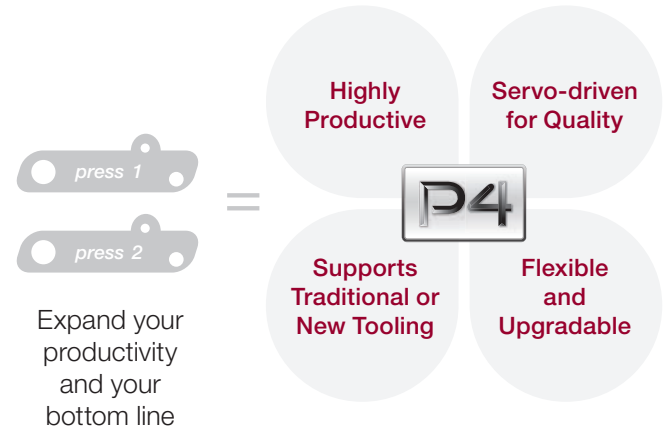 press 1
press 2
=
Expand your
productivity
and your
bottom line
Highly
Productive
Servo-driven
for Quality
P4
Supports
Traditional or
New Tooling
Flexible
and
Upgradable